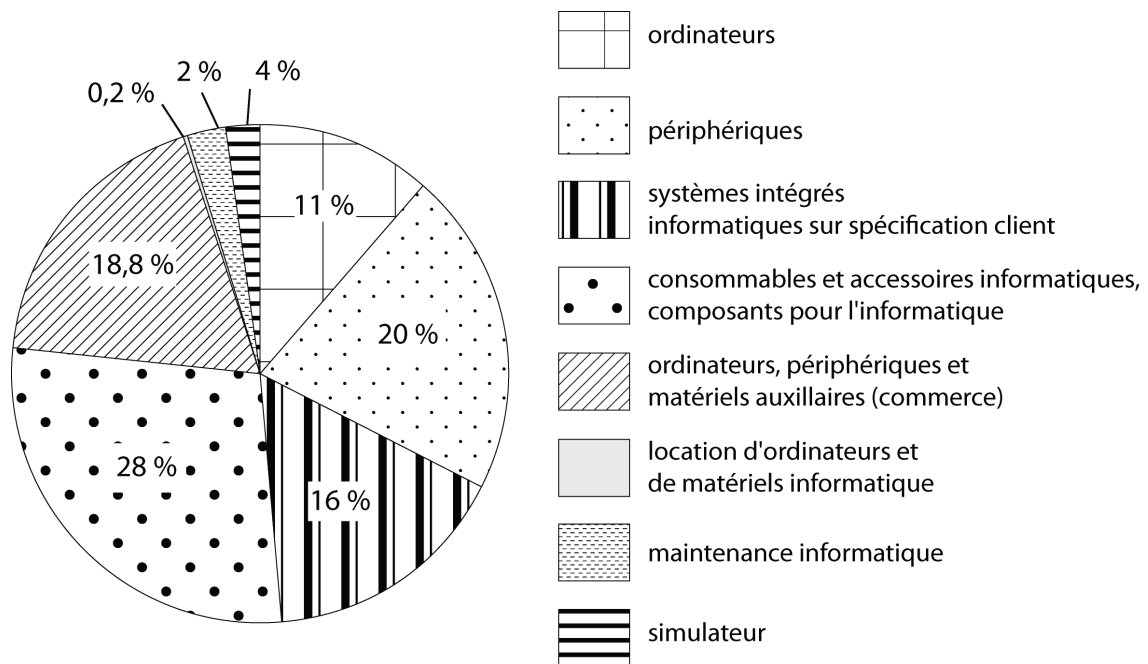 0,2 %
2 %
4 %
11 %
20 %
16 %
28 %
18,8 %
ordinateurs
périphériques
systèmes intégrés
informatiques sur spécification client
consommables et accessoires informatiques,
composants pour l'informatique
ordinateurs, périphériques et
matériels auxillaires (commerce)
location d'ordinateurs et
de matériels informatique
maintenance informatique
simulateur